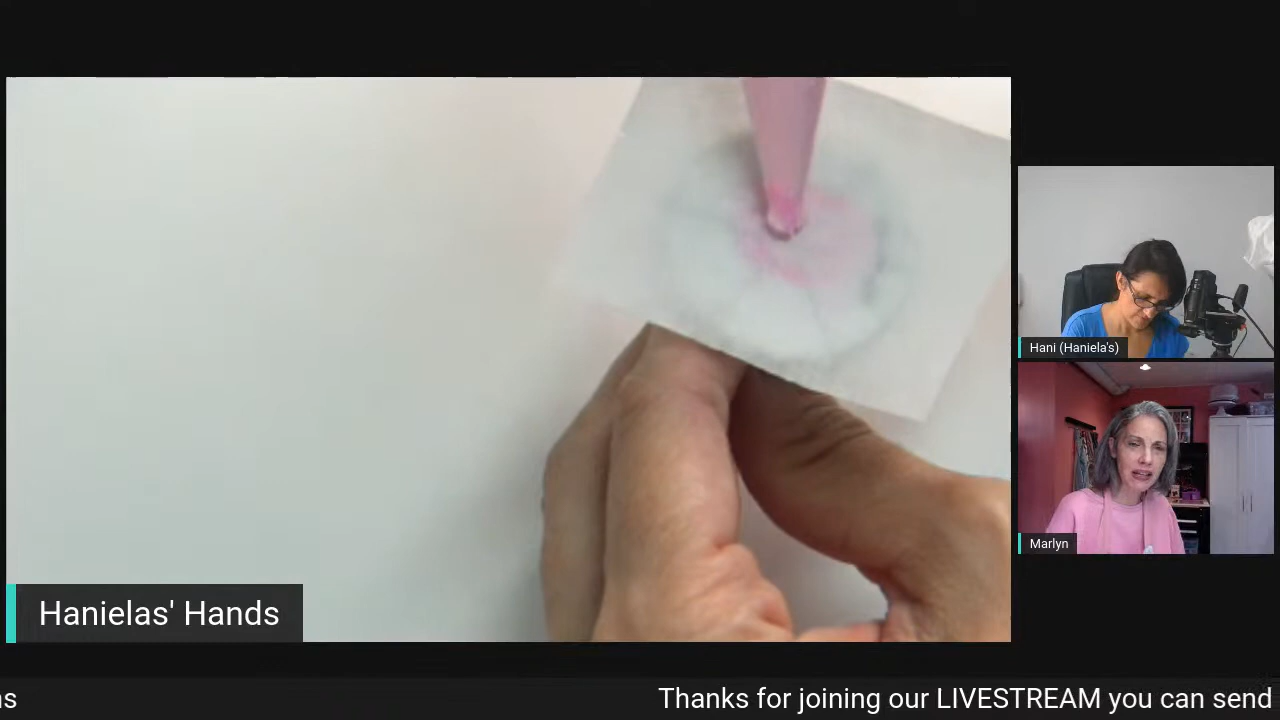 Hani (Haniela's)
Marlyn
Hanielas' Hands
Thanks for joining our LIVESTREAM you can send